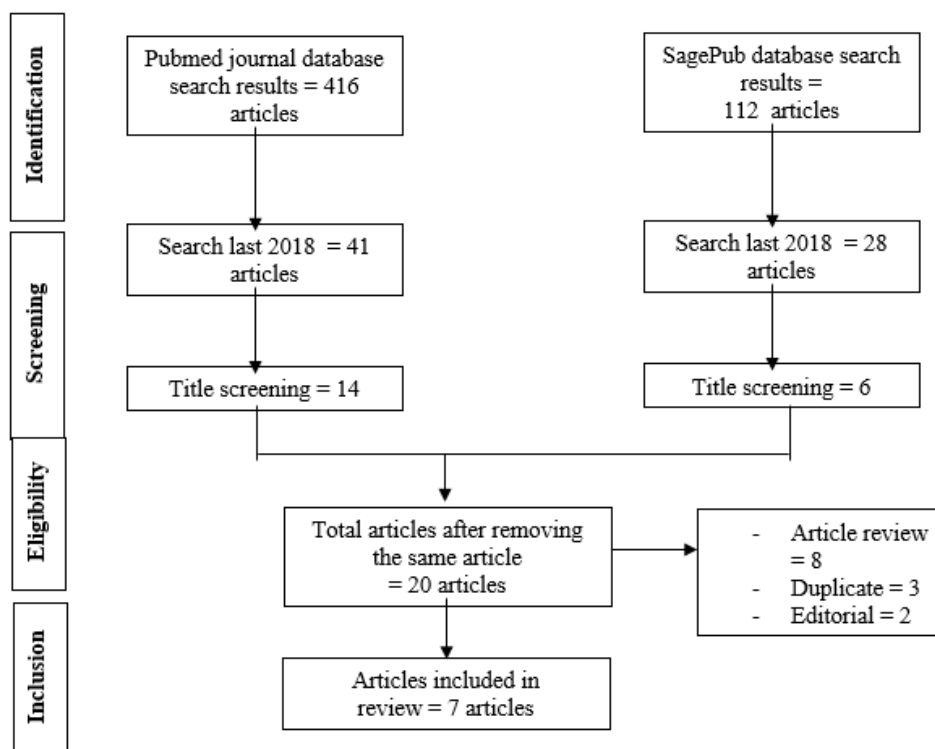 Identification
Pubmed journal database
search results = 416
articles
SagePub database search
results =
112 articles
Screening
Search last 2018 = 41
articles
Search last 2018 = 28
articles
Title screening = 14
Title screening = 6
Eligibility
Total articles after removing
the same article
= 20 articles
- Article review
= 8
- Duplicate = 3
- Editorial = 2
Inclusion
Articles included in
review = 7 articles